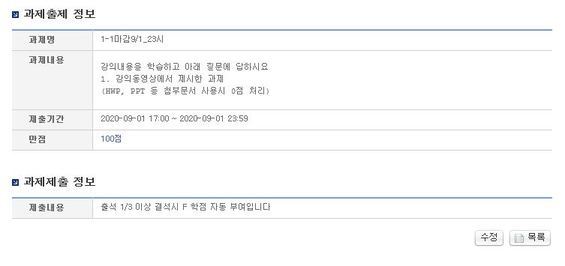 과제출제 정보
과제명 1-1마감9/1_23시
과제내용 강의내용을 학습하고 아래 질문에 답하시요
1. 강의동영상에서 제시한 과제
(HWP, PPT 등 첨부문서 사용시 0점 처리)
제출기간 2020-09-01 17:00 ~ 2020-09-01 23:59
만점 100점
과제제출 정보
제출내용 출석 1/3 이상 결석시 F 학점 자동 부여입니다
수정 목록